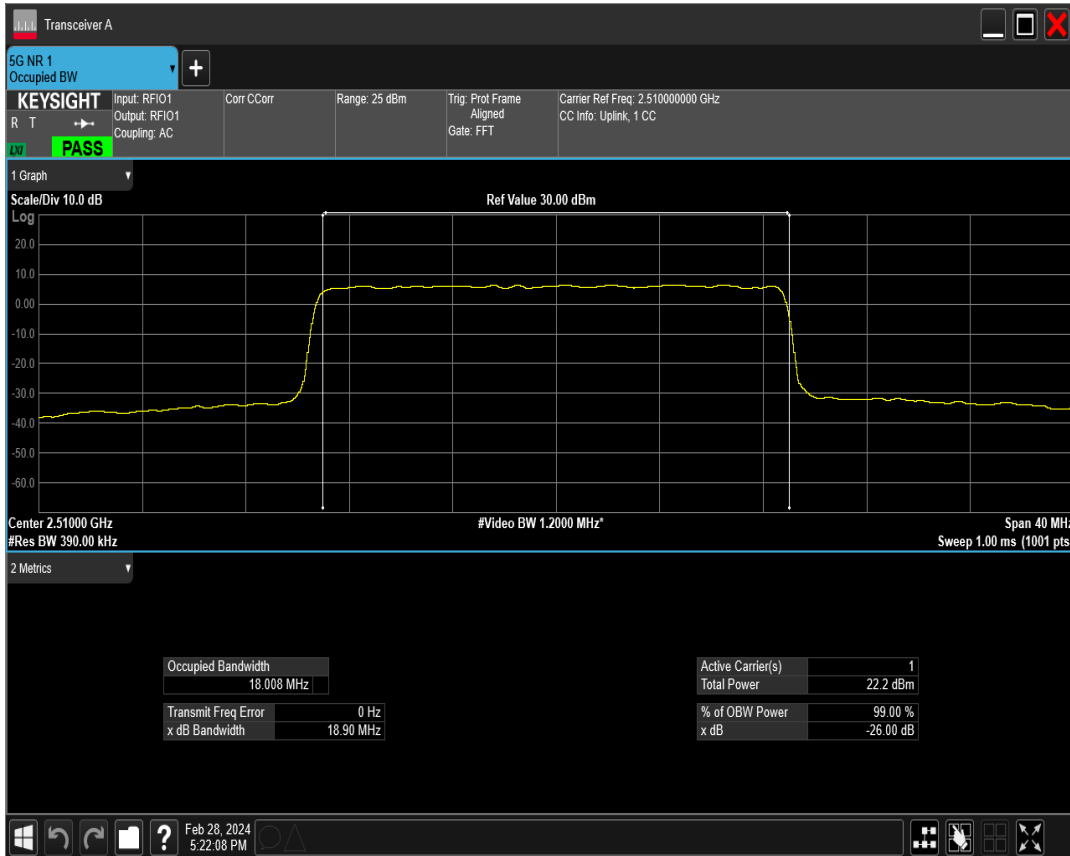 Transceiver A
5G NR 1
Occupied BW
KEYSIGHT
R T
LXI
PASS
Input: RFIO1
Output: RFIO1
Coupling: AC
Corr CCorr
Range: 25 dBm
Trig: Prot Frame
Aligned
Gate: FFT
Carrier Ref Freq: 2.510000000 GHz
CC Info: Uplink, 1 CC
1 Graph
Scale/Div 10.0 dB
Ref Value 30.00 dBm
Log
20.0
10.0
0.00
-10.0
-20.0
-30.0
-40.0
-50.0
-60.0
Center 2.51000 GHz
#Video BW 1.2000 MHz*
Span 40 MHz
#Res BW 390.00 kHz
Sweep 1.00 ms (1001 pts
2 Metrics
Occupied Bandwidth
18.008 MHz
Transmit Freq Error 0 Hz
x dB Bandwidth 18.90 MHz
Active Carrier(s) 1
Total Power 22.2 dBm
% of OBW Power 99.00 %
x dB -26.00 dB
?
Feb 28, 2024
5:22:08 PM